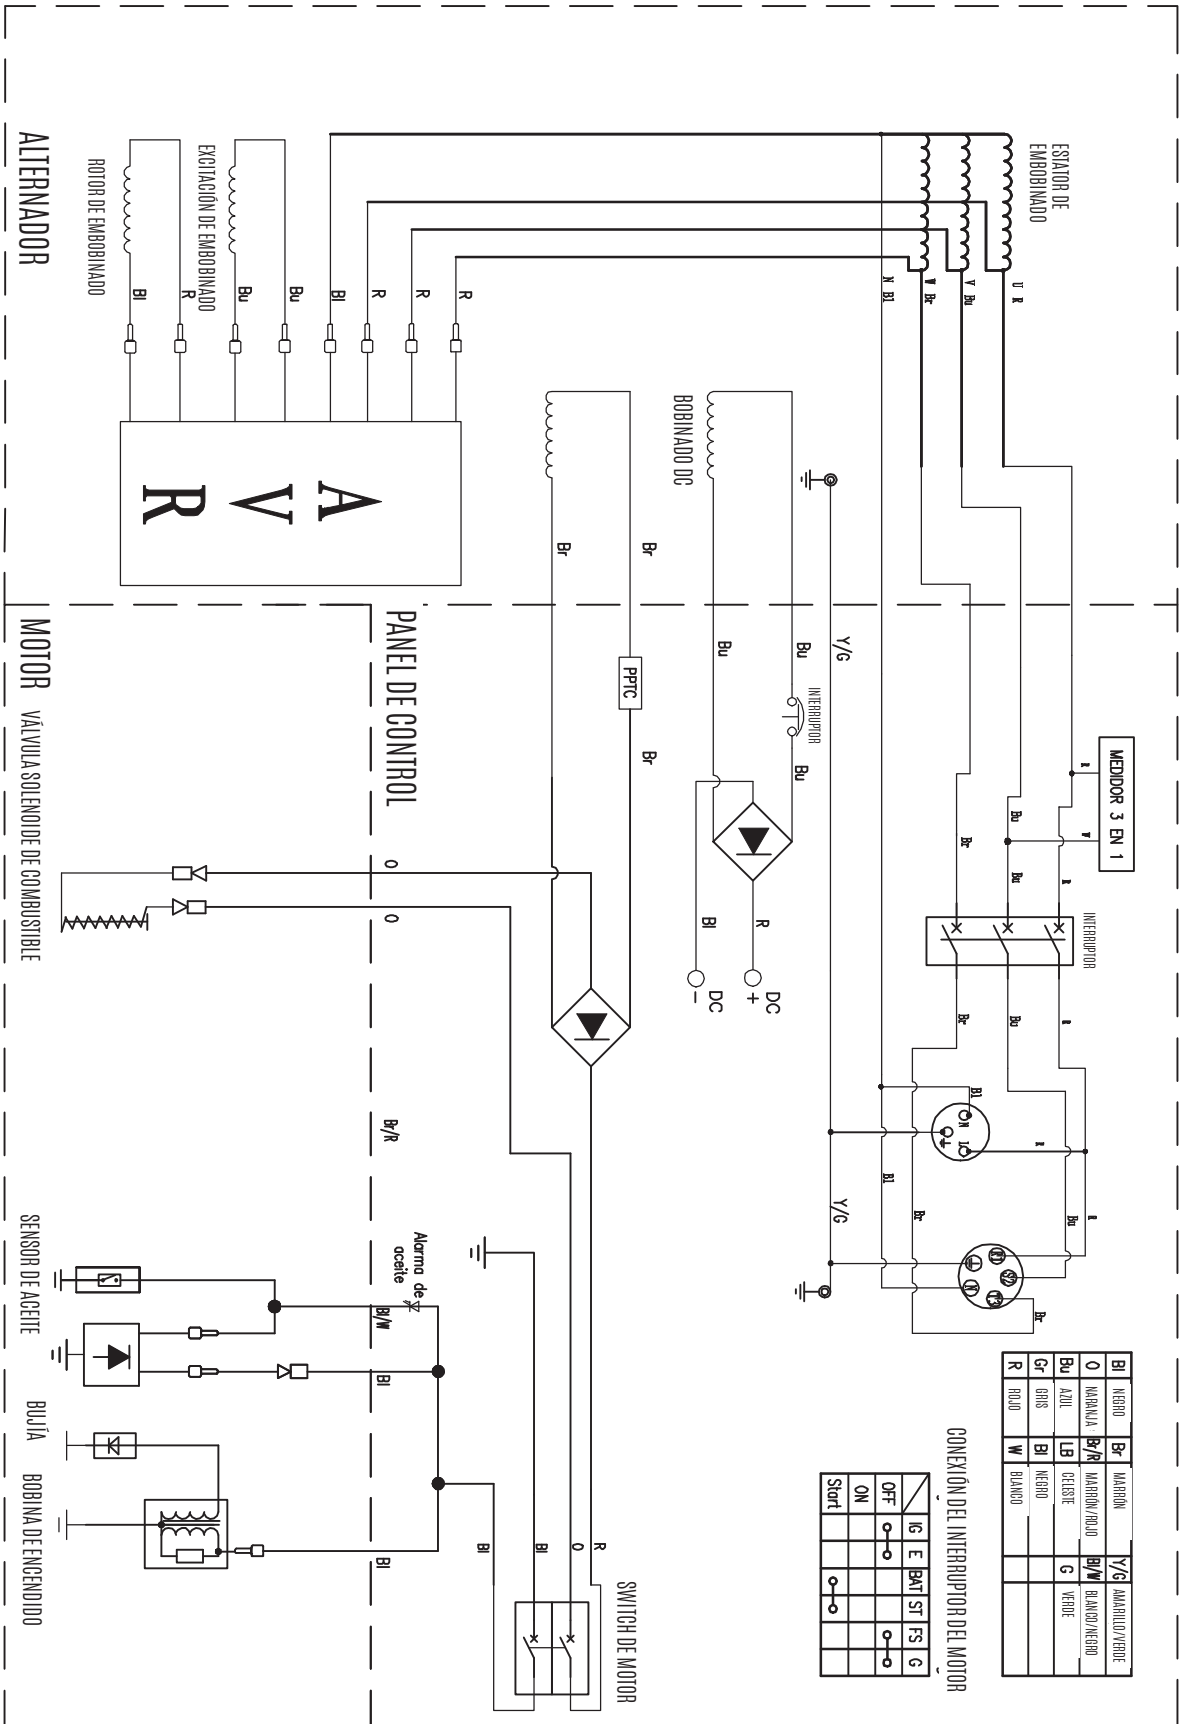 ALTERNADOR
ESTATOR DE
EMBOBINADO
EXCITACIÓN DE EMBOBINADO
ROTOR DE EMBOBINADO
U R
V Bu
W Br
N Bl
R
R
R
Bl
Bu
Bu
R
Bl
A
V
R
BOBINADO DC
Br
Br
PANEL DE CONTROL
MEDIDOR 3 EN 1
R
W
Bu
Br
R
Bu
INTERRUPTOR
R
Bu
Br
Y/G
Bu
Bu
INTERRUPTOR
Bu
PPTC
Br
R
Bl
DC
+
DC
−
Bl
N
L
R
Bl
R
Bu
Br
Y/G
Br
N
O
O
Br/R
Alarma de
aceite
Bl/W
Bl
Bl
MOTOR
VÁLVULA SOLENOIDE DE COMBUSTIBLE
SENSOR DE ACEITE
BUJÍA
BOBINA DE ENCENDIDO
R
O
Bl
Bl
SWITCH DE MOTOR
Bl NEGRO Br MARRÓN Y/G AMARILLO/VERDE
O NARANJA Br/R MARRÓN/ROJO Bl/W BLANCO/NEGRO
Bu AZUL LB CELESTE G VERDE
Gr GRIS Bl NEGRO
R ROJO W BLANCO
CONEXIÓN DEL INTERRUPTOR DEL MOTOR
IG E BAT ST FS G
OFF
ON
Start